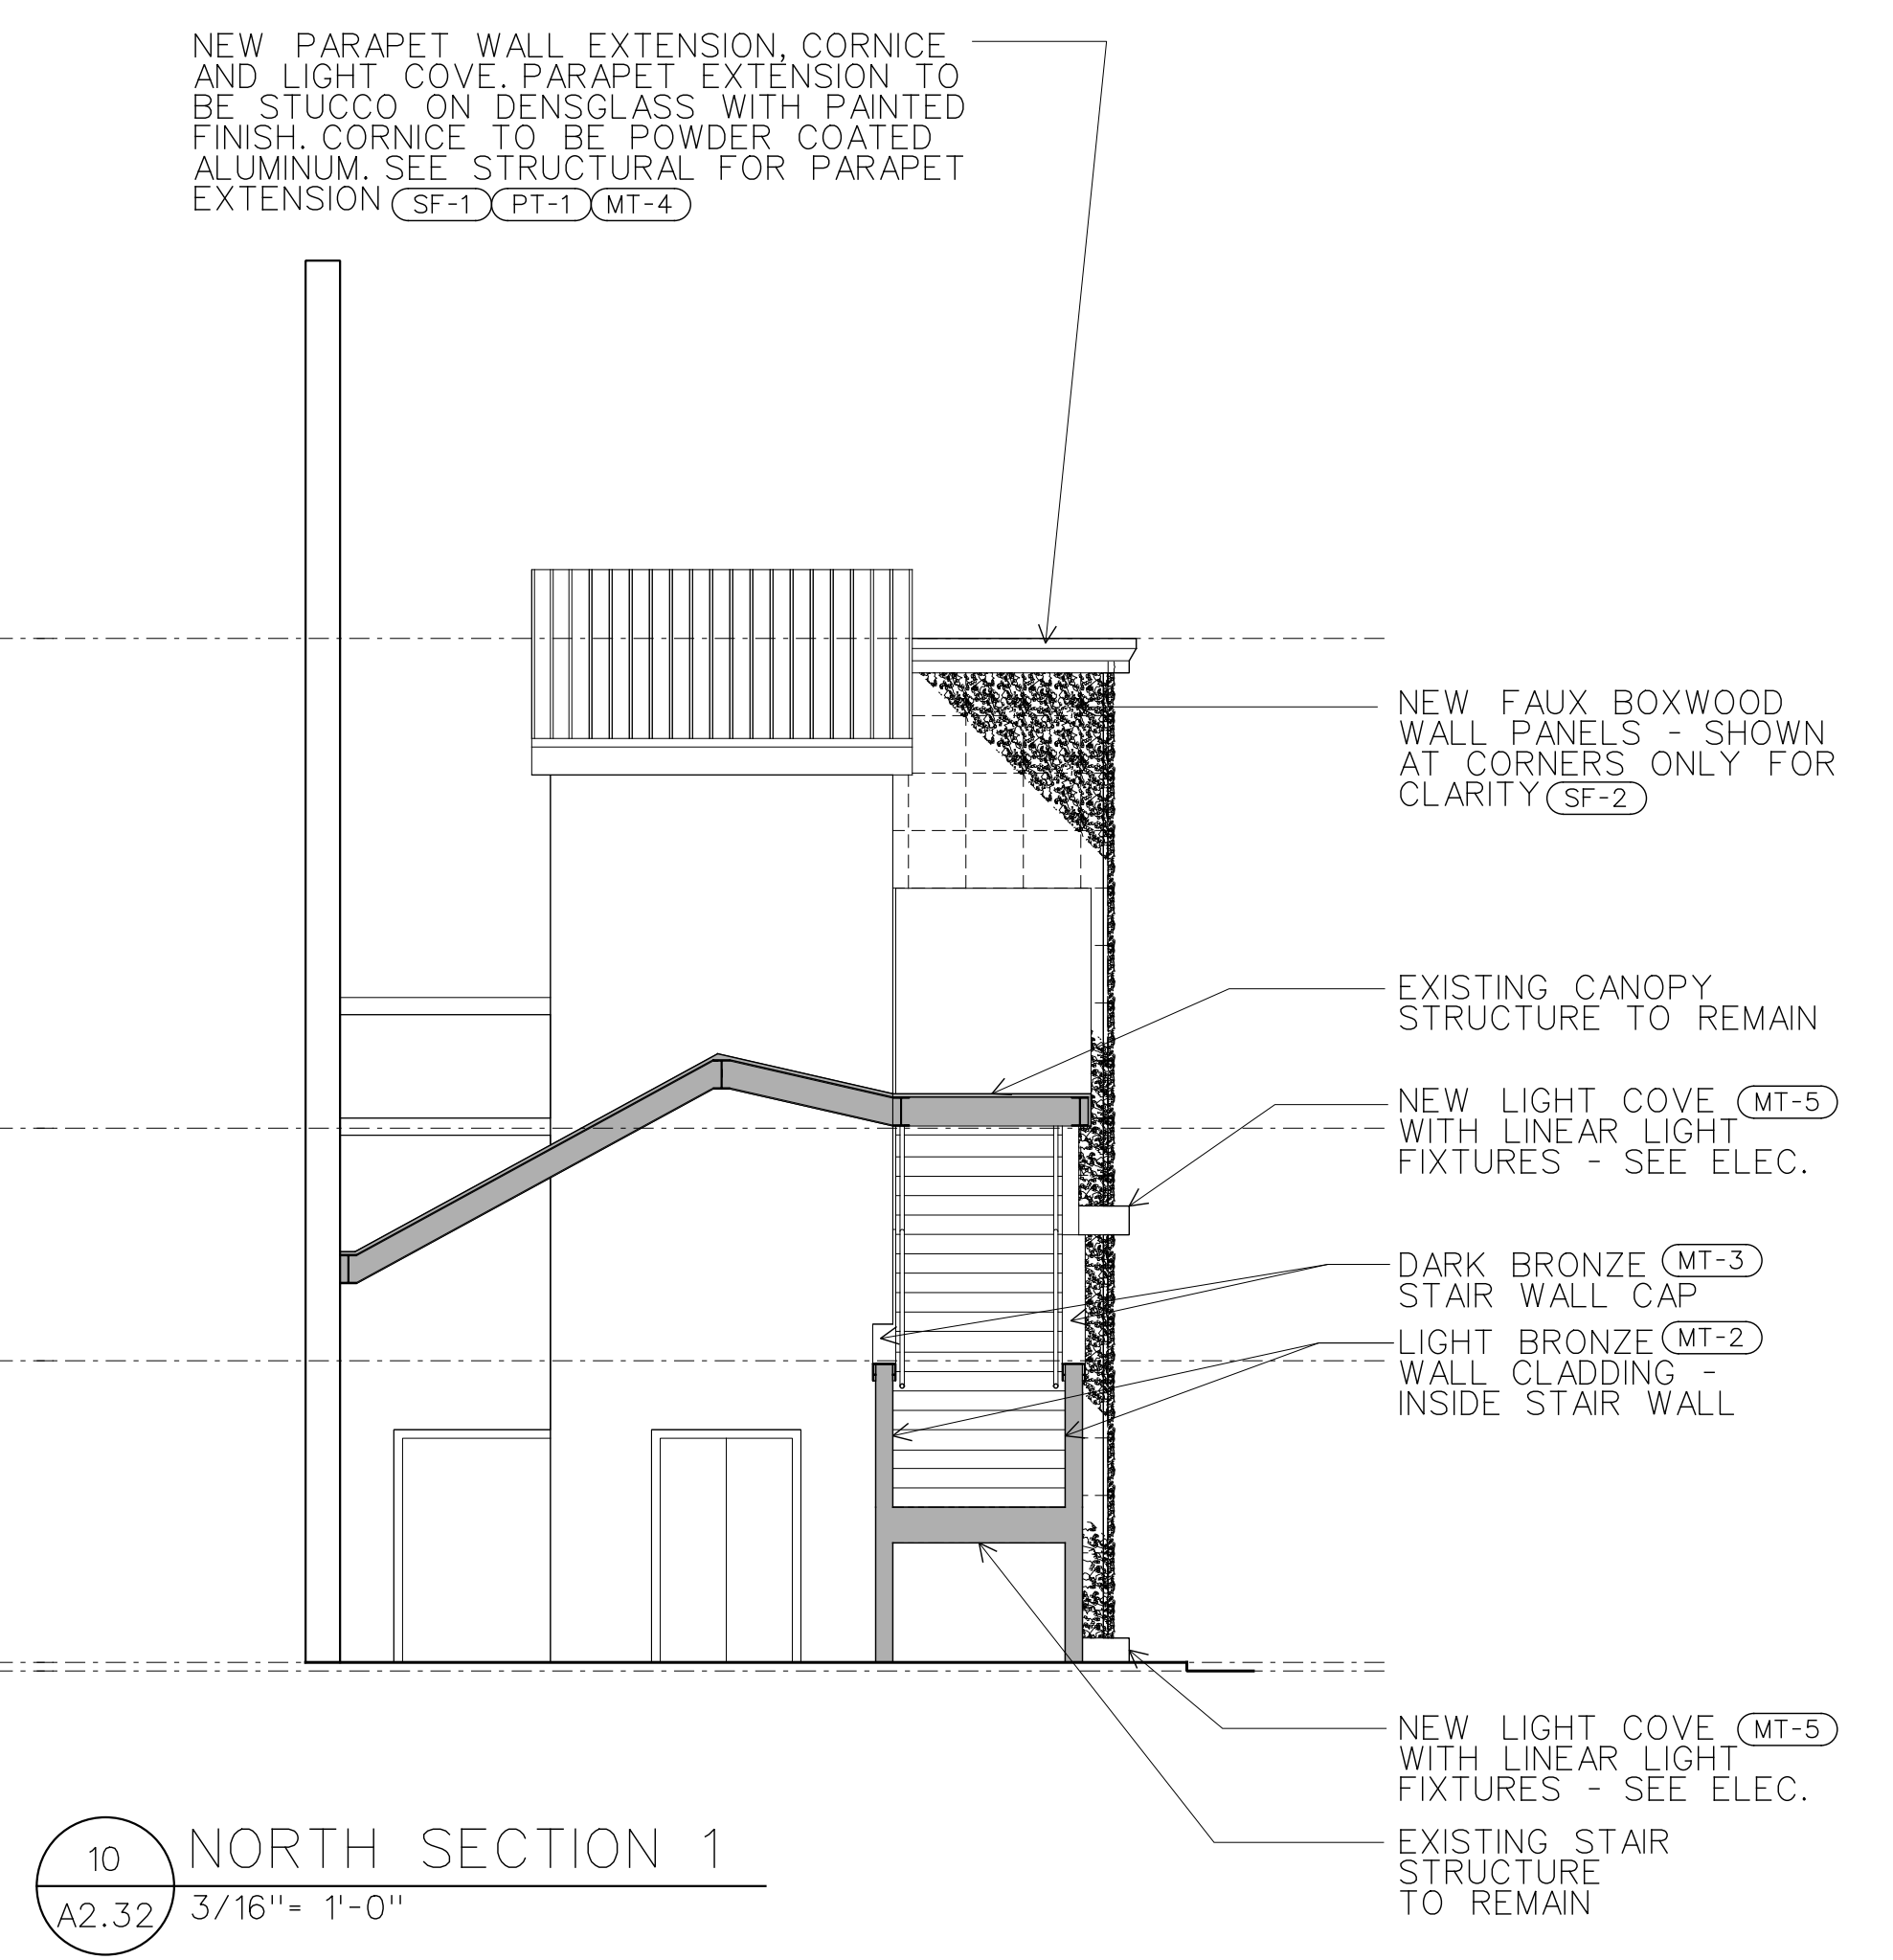 NEW PARAPET WALL EXTENSION, CORNICE
AND LIGHT COVE. PARAPET EXTENSION TO
BE STUCCO ON DENSGLASS WITH PAINTED
FINISH. CORNICE TO BE POWDER COATED
ALUMINUM. SEE STRUCTURAL FOR PARAPET
EXTENSION SF-1 PT-1 MT-4
NEW FAUX BOXWOOD
WALL PANELS - SHOWN
AT CORNERS ONLY FOR
CLARITY SF-2
EXISTING CANOPY
STRUCTURE TO REMAIN
NEW LIGHT COVE MT-5
WITH LINEAR LIGHT
FIXTURES - SEE ELEC.
DARK BRONZE MT-3
STAIR WALL CAP
LIGHT BRONZE MT-2
WALL CLADDING -
INSIDE STAIR WALL
NEW LIGHT COVE MT-5
WITH LINEAR LIGHT
FIXTURES - SEE ELEC.
EXISTING STAIR
STRUCTURE
TO REMAIN
10
A2.32
NORTH SECTION 1
3/16"= 1'-0"